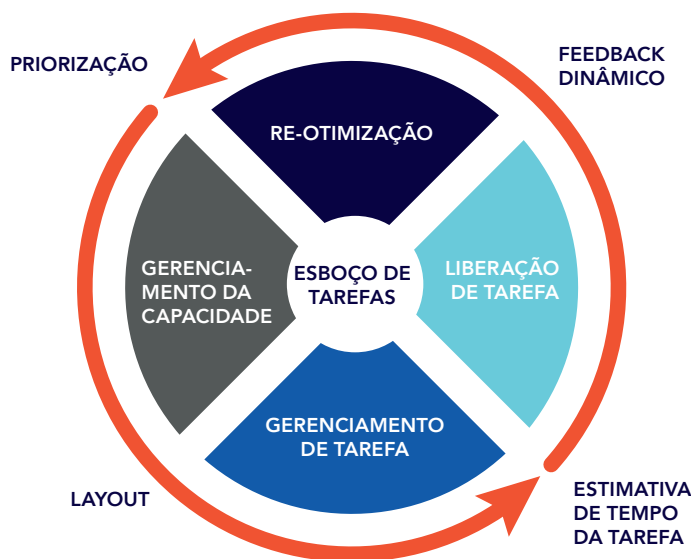 PRIORIZAÇÃO
FEEDBACK
DINÂMICO
RE-OTIMIZAÇÃO
GERENCIA-
MENTO DA
CAPACIDADE
ESBOÇO DE
TAREFAS
LIBERAÇÃO
DE TAREFA
GERENCIAMENTO
DE TAREFA
LAYOUT
ESTIMATIVA
DE TEMPO
DA TAREFA